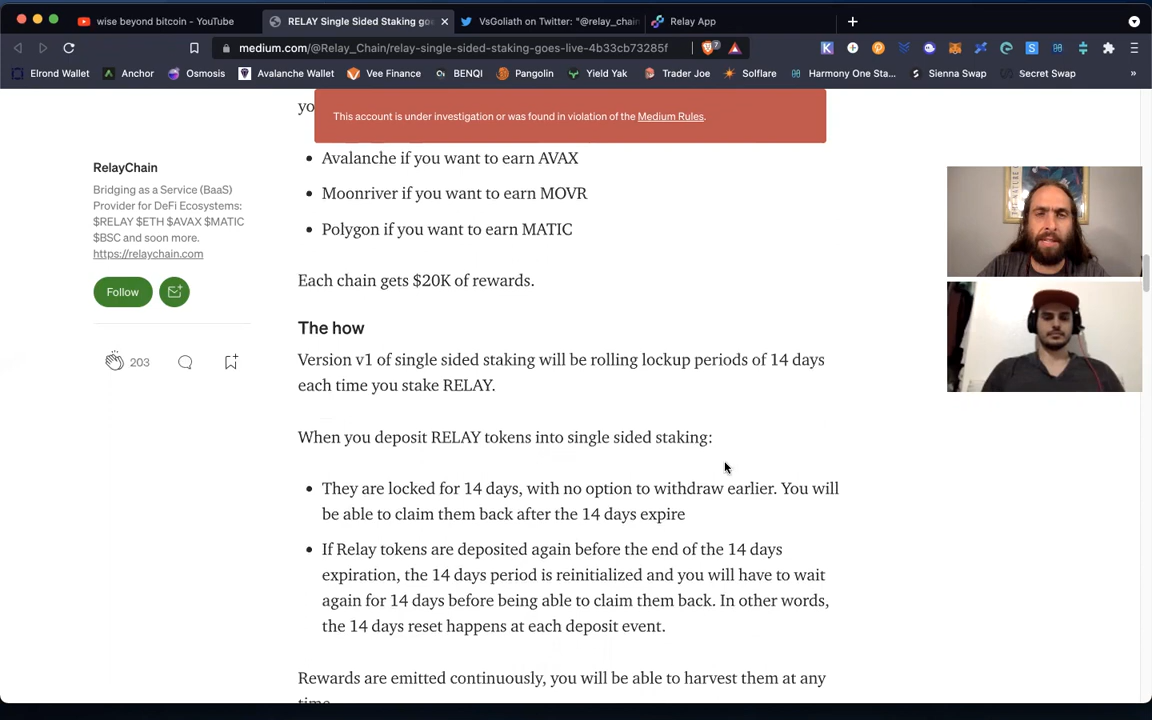 wise beyond bitcoin - YouTube
RELAY Single Sided Staking go
VsGoliath on Twitter: "@relay_chai
Relay App
medium.com/@Relay_Chain/relay-single-sided-staking-goes-live-4b33cb73285f
7
Elrond Wallet
Anchor
Osmosis
Avalanche Wallet
Vee Finance
BENQI
Pangolin
Yield Yak
Trader Joe
Solflare
Harmony One Sta...
Sienna Swap
Secret Swap
»
yo
This account is under investigation or was found in violation of the Medium Rules.
• Avalanche if you want to earn AVAX
• Moonriver if you want to earn MOVR
• Polygon if you want to earn MATIC
Each chain gets $20K of rewards.
The how
Version v1 of single sided staking will be rolling lockup periods of 14 days
each time you stake RELAY.
When you deposit RELAY tokens into single sided staking:
• They are locked for 14 days, with no option to withdraw earlier. You will
be able to claim them back after the 14 days expire
• If Relay tokens are deposited again before the end of the 14 days
expiration, the 14 days period is reinitialized and you will have to wait
again for 14 days before being able to claim them back. In other words,
the 14 days reset happens at each deposit event.
Rewards are emitted continuously, you will be able to harvest them at any
time.
RelayChain
Bridging as a Service (BaaS)
Provider for DeFi Ecosystems:
$RELAY $ETH $AVAX $MATIC
$BSC and soon more.
https://relaychain.com
Follow
203